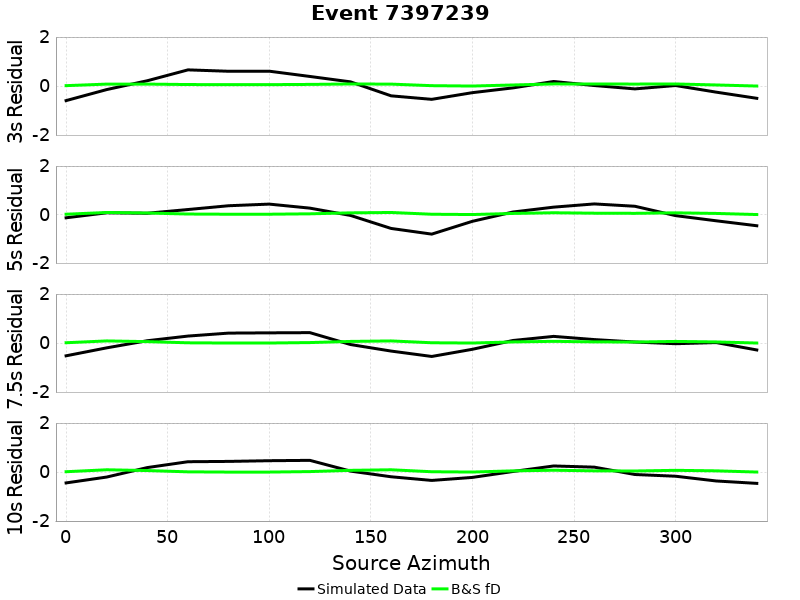 Event 7397239
2
0
-2
3s Residual
2
0
-2
5s Residual
2
0
-2
7.5s Residual
2
0
-2
10s Residual
0 50 100 150 200 250 300
Source Azimuth
Simulated Data B&S fD